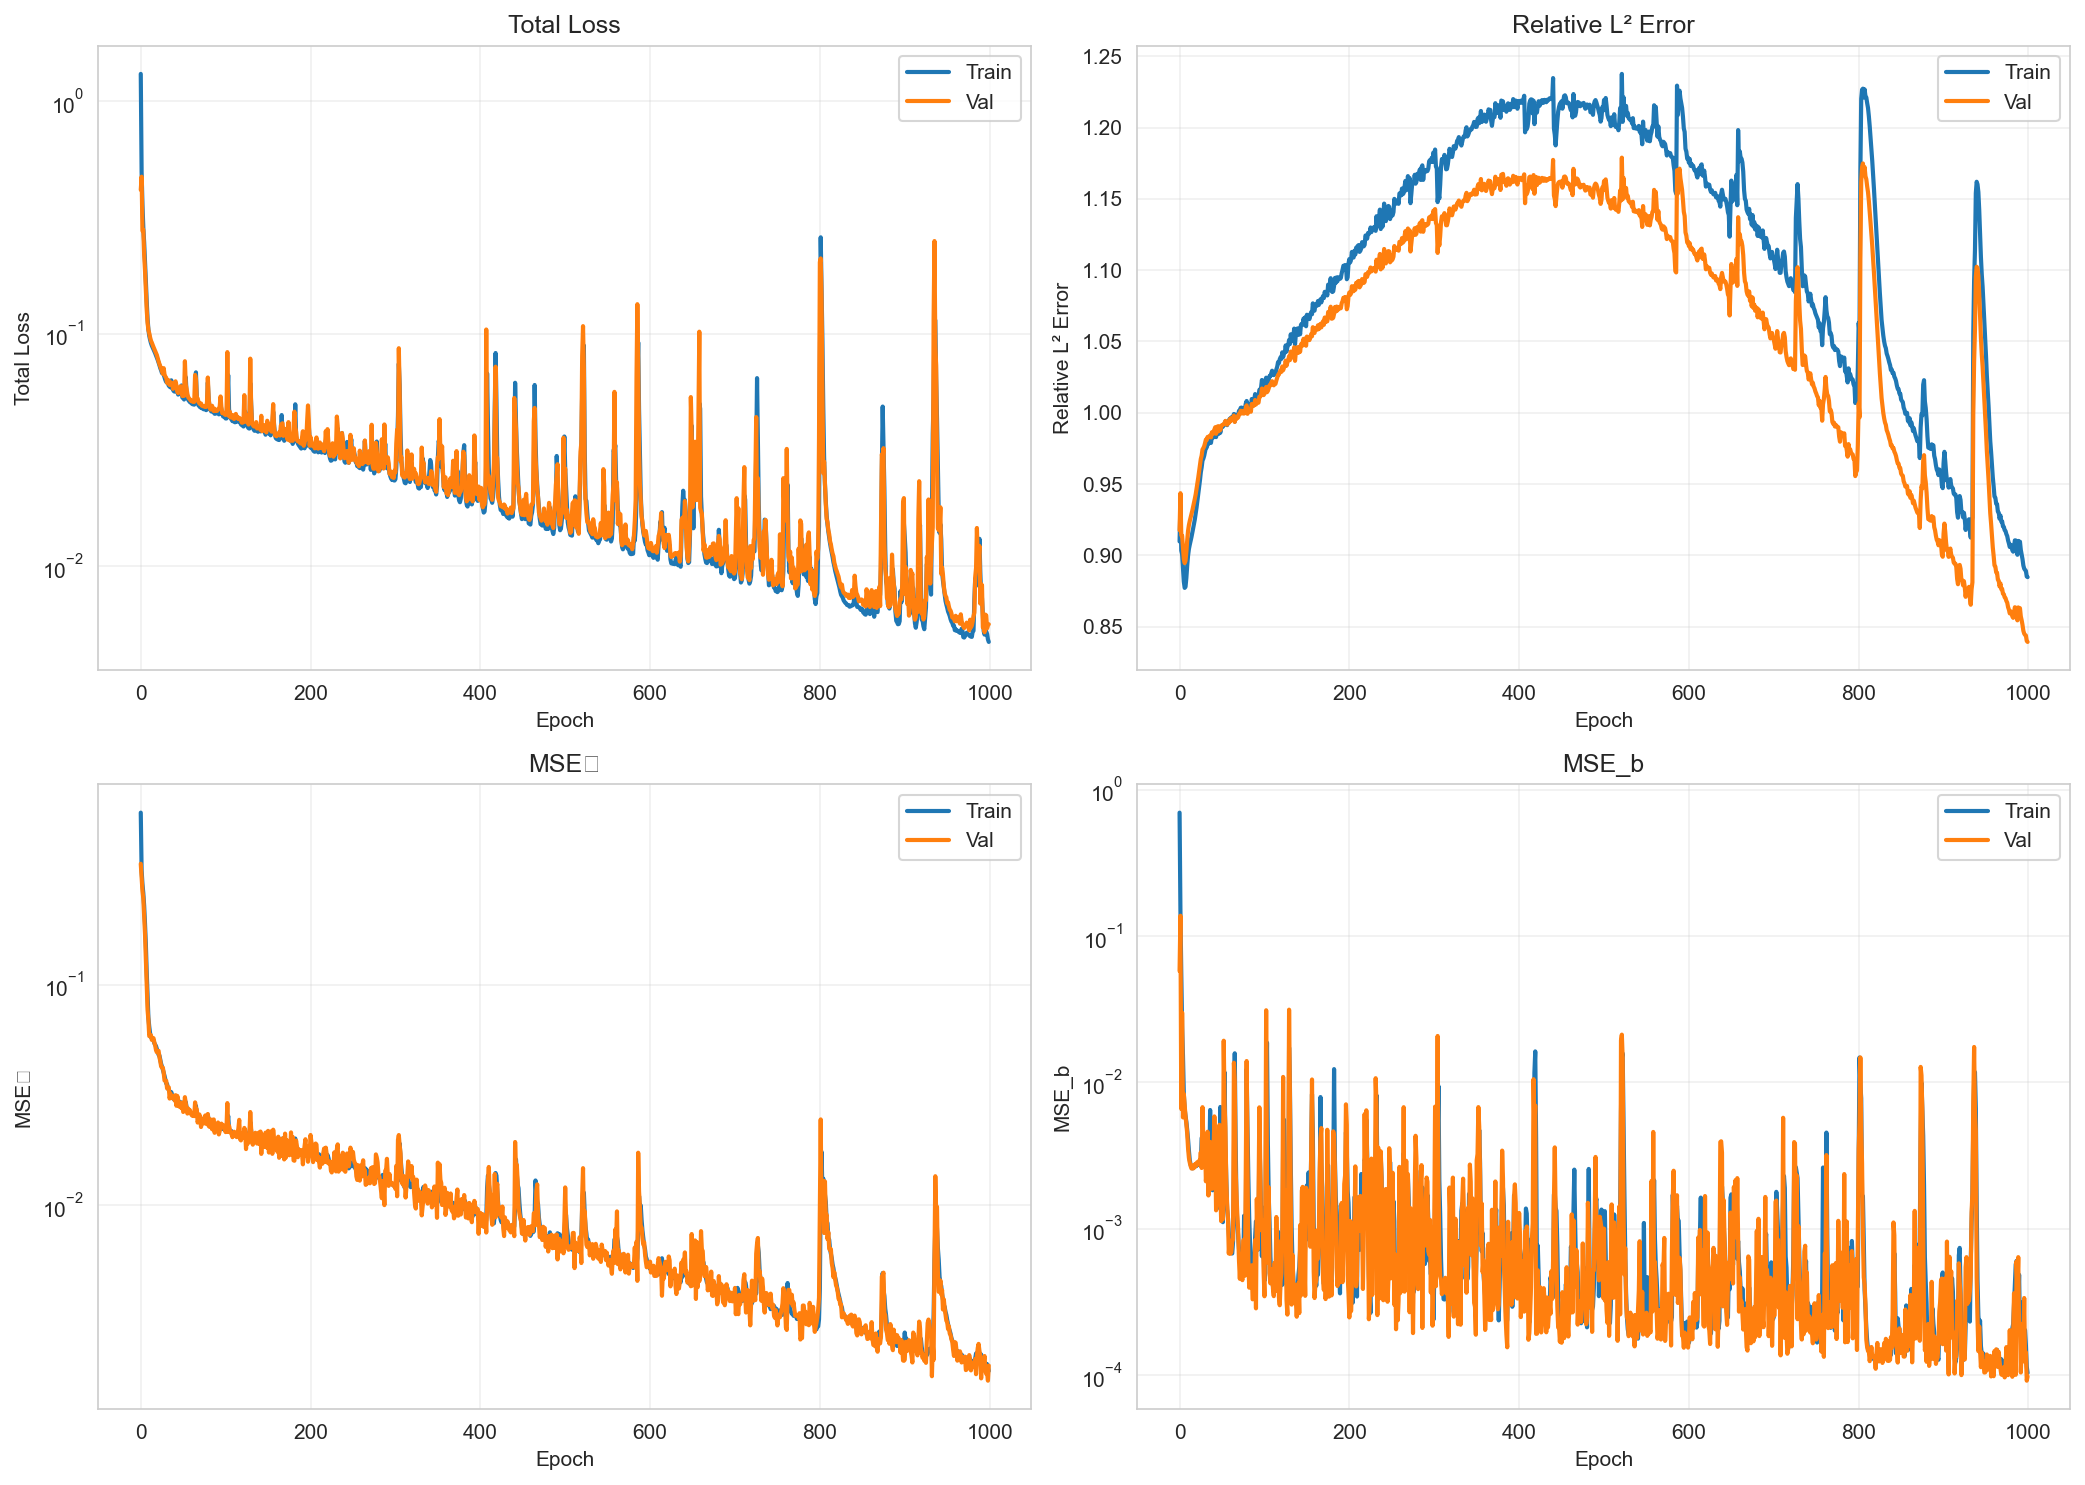 Total Loss
Total Loss
10⁰
10⁻¹
10⁻²
0
200
400
600
800
1000
Epoch
Train
Val
Relative L² Error
Relative L² Error
1.25
1.20
1.15
1.10
1.05
1.00
0.95
0.90
0.85
0
200
400
600
800
1000
Epoch
Train
Val
MSE□
MSE□
10⁻¹
10⁻²
0
200
400
600
800
1000
Epoch
Train
Val
MSE_b
MSE_b
10⁰
10⁻¹
10⁻²
10⁻³
10⁻⁴
0
200
400
600
800
1000
Epoch
Train
Val